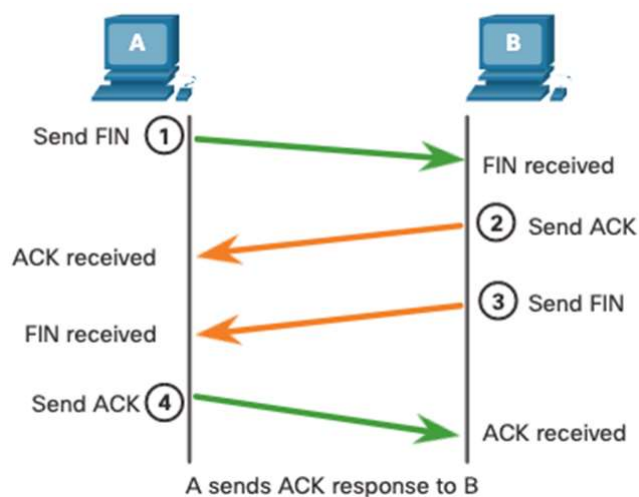 A
B
Send FIN 1
FIN received
2 Send ACK
ACK received
3 Send FIN
FIN received
Send ACK 4
ACK received
A sends ACK response to B